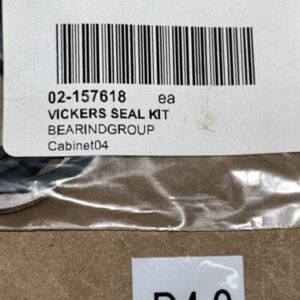 02-157618 ea
VICKERS SEAL KIT
BEARINDGROUP
Cabinet04